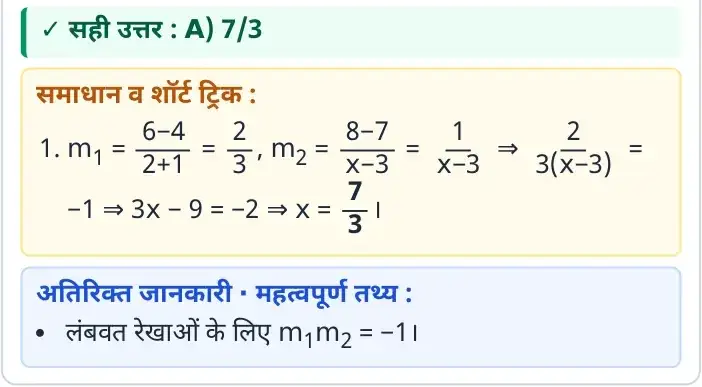 ✓ सही उत्तर : A) 7/3
समाधान व शॉर्ट ट्रिक :
1. m₁ = (6−4)/(2+1) = 2/3, m₂ = (8−7)/(x−3) = 1/(x−3) ⇒ 2/(3(x−3)) =
−1 ⇒ 3x − 9 = −2 ⇒ x = 7/3।
अतिरिक्त जानकारी · महत्वपूर्ण तथ्य :
• लंबवत रेखाओं के लिए m₁m₂ = −1।